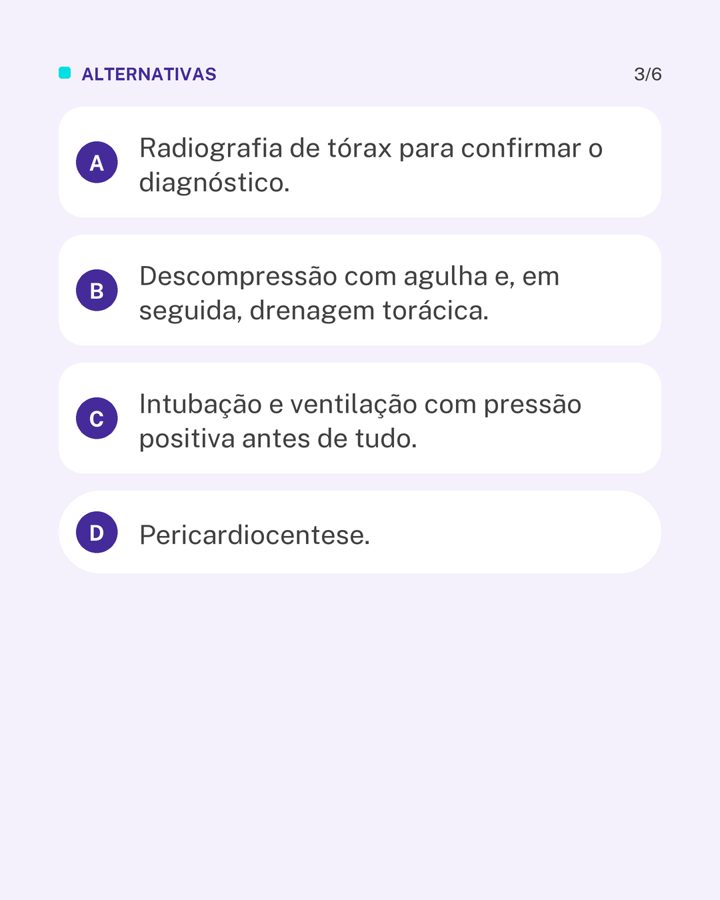 ALTERNATIVAS
3/6
A
Radiografia de tórax para confirmar o
diagnóstico.
B
Descompressão com agulha e, em
seguida, drenagem torácica.
C
Intubação e ventilação com pressão
positiva antes de tudo.
D
Pericardiocentese.